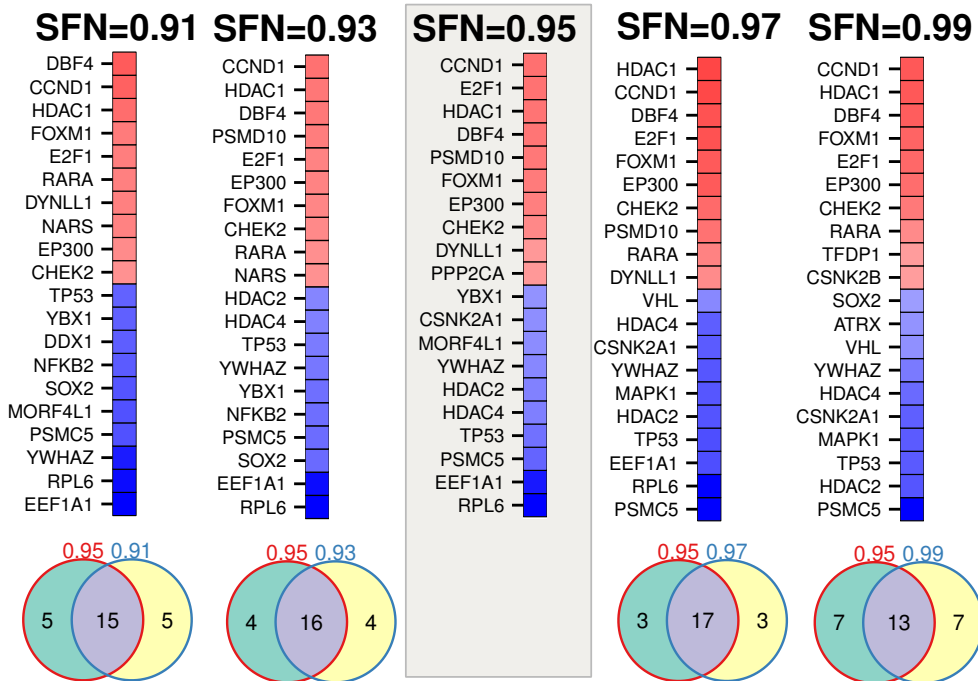 SFN=0.91
DBF4
CCND1
HDAC1
FOXM1
E2F1
RARA
DYNLL1
NARS
EP300
CHEK2
TP53
YBX1
DDX1
NFKB2
SOX2
MORF4L1
PSMC5
YWHAZ
RPL6
EEF1A1
0.95 0.91
5 15 5
SFN=0.93
CCND1
HDAC1
DBF4
PSMD10
E2F1
EP300
FOXM1
CHEK2
RARA
NARS
HDAC2
HDAC4
TP53
YWHAZ
YBX1
NFKB2
PSMC5
SOX2
EEF1A1
RPL6
0.95 0.93
4 16 4
SFN=0.95
CCND1
E2F1
HDAC1
DBF4
PSMD10
FOXM1
EP300
CHEK2
DYNLL1
PPP2CA
YBX1
CSNK2A1
MORF4L1
YWHAZ
HDAC2
HDAC4
TP53
PSMC5
EEF1A1
RPL6
SFN=0.97
HDAC1
CCND1
DBF4
E2F1
FOXM1
EP300
CHEK2
PSMD10
RARA
DYNLL1
VHL
HDAC4
CSNK2A1
YWHAZ
MAPK1
HDAC2
TP53
EEF1A1
RPL6
PSMC5
0.95 0.97
3 17 3
SFN=0.99
CCND1
HDAC1
DBF4
FOXM1
E2F1
EP300
CHEK2
RARA
TFDP1
CSNK2B
SOX2
ATRX
VHL
YWHAZ
HDAC4
CSNK2A1
MAPK1
TP53
HDAC2
PSMC5
0.95 0.99
7 13 7